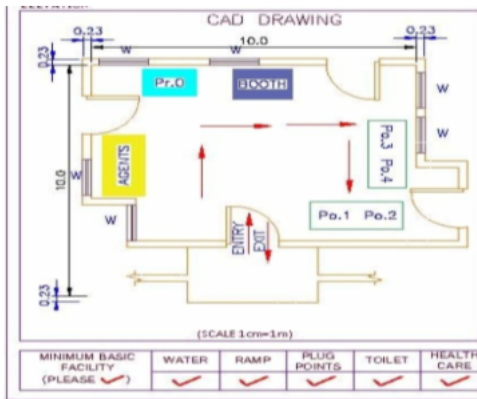 CAD DRAWING
0.23
10.0
0.23
0.23
W
W
Pr.O
BOOTH
W
W
Po.3
Po.4
10.0
AGENTS
W
W
Po.1 Po.2
ENTRY
EXIT
0.23
(SCALE 1cm=1m)
MINIMUM BASIC
FACILITY
(PLEASE ✓)
WATER
RAMP
PLUG
POINTS
TOILET
HEALTH
CARE